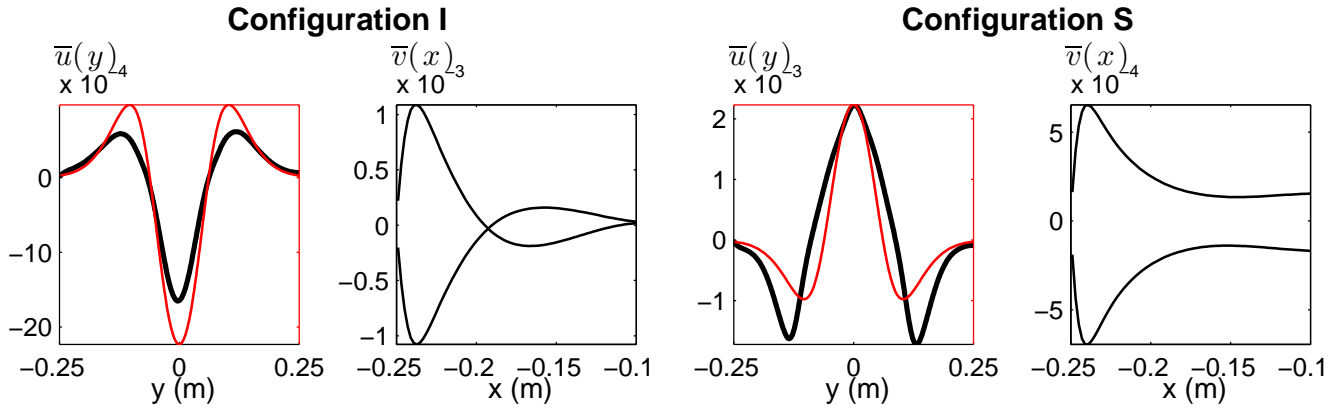 Configuration I
Configuration S
u̅(y)
x 10⁻⁴
0
−10
−20
−0.25 0 0.25
y (m)
v̅(x)
x 10⁻³
1
0.5
0
−0.5
−1
−0.25 −0.2 −0.15 −0.1
x (m)
u̅(y)
x 10⁻³
2
1
0
−1
−0.25 0 0.25
y (m)
v̅(x)
x 10⁻⁴
5
0
−5
−0.25 −0.2 −0.15 −0.1
x (m)